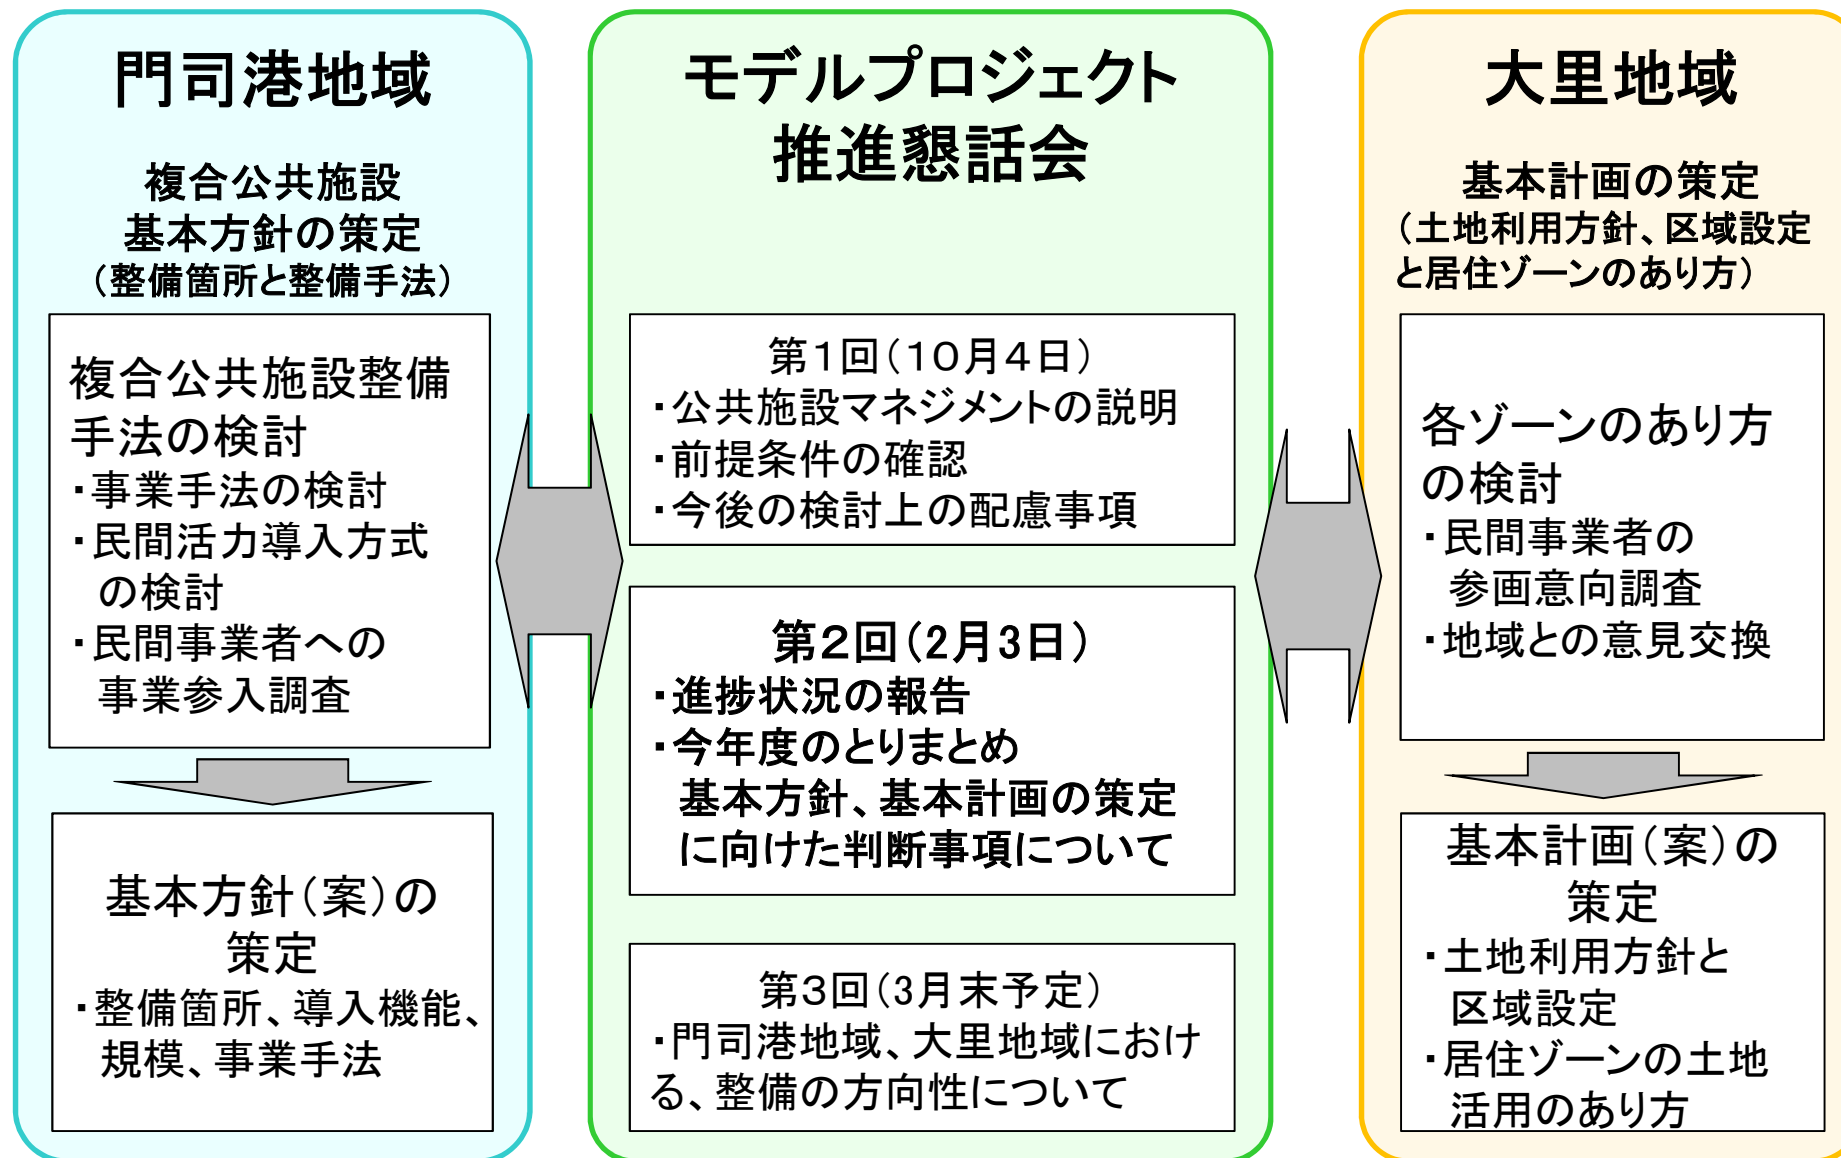 門司港地域
複合公共施設
基本方針の策定
（整備箇所と整備手法）
複合公共施設整備
手法の検討
・事業手法の検討
・民間活力導入方式
の検討
・民間事業者への
事業参入調査
基本方針（案）の
策定
・整備箇所、導入機能、
規模、事業手法
モデルプロジェクト
推進懇話会
第１回（１０月４日）
・公共施設マネジメントの説明
・前提条件の確認
・今後の検討上の配慮事項
第２回（2月3日）
・進捗状況の報告
・今年度のとりまとめ
基本方針、基本計画の策定
に向けた判断事項について
第３回（3月末予定）
・門司港地域、大里地域におけ
る、整備の方向性について
大里地域
基本計画の策定
（土地利用方針、区域設定
と居住ゾーンのあり方）
各ゾーンのあり方
の検討
・民間事業者の
参画意向調査
・地域との意見交換
基本計画（案）の
策定
・土地利用方針と
区域設定
・居住ゾーンの土地
活用のあり方